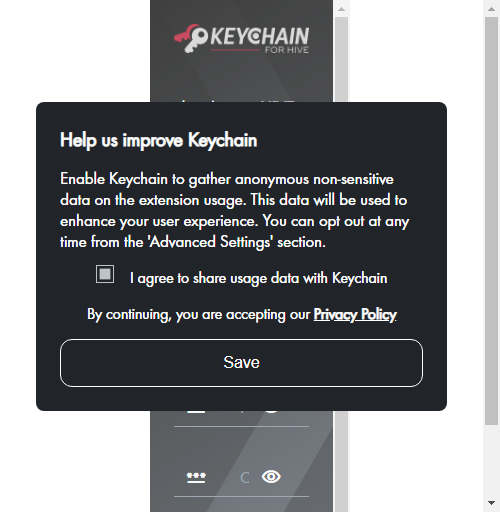 KEYCHAIN
FOR HIVE
Help us improve Keychain
Enable Keychain to gather anonymous non-sensitive
data on the extension usage. This data will be used to
enhance your user experience. You can opt out at any
time from the 'Advanced Settings' section.
I agree to share usage data with Keychain
By continuing, you are accepting our Privacy Policy
Save